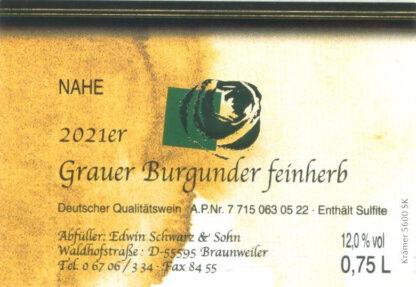 NAHE
2021er
Grauer Burgunder feinherb
Deutscher Qualitätswein · A.P.Nr. 7 715 063 05 22 · Enthält Sulfite
Abfüller: Edwin Schwarz & Sohn
Waldhofstraße · D-55595 Braunweiler
Tel. 0 67 06 / 3 34 · Fax 84 55
12,0 % vol
0,75 L
Krämer 5600 SK